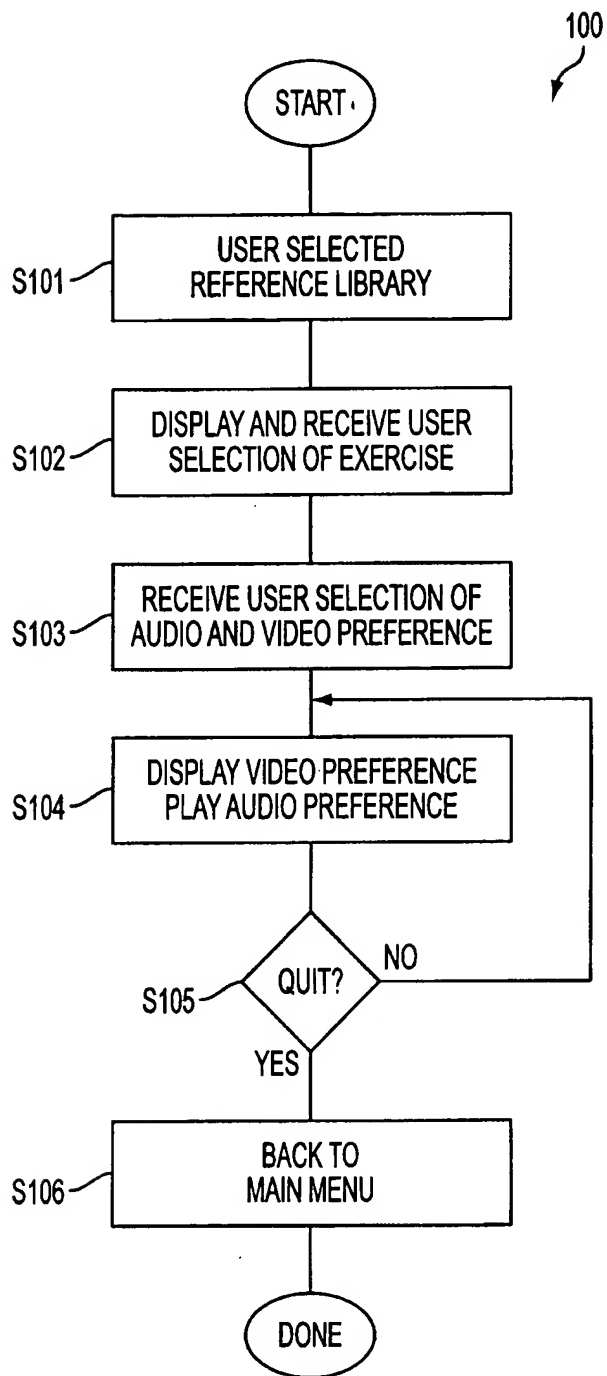 100
START
S101
USER SELECTED
REFERENCE LIBRARY
S102
DISPLAY AND RECEIVE USER
SELECTION OF EXERCISE
S103
RECEIVE USER SELECTION OF
AUDIO AND VIDEO PREFERENCE
S104
DISPLAY VIDEO PREFERENCE
PLAY AUDIO PREFERENCE
S105
QUIT?
NO
YES
S106
BACK TO
MAIN MENU
DONE